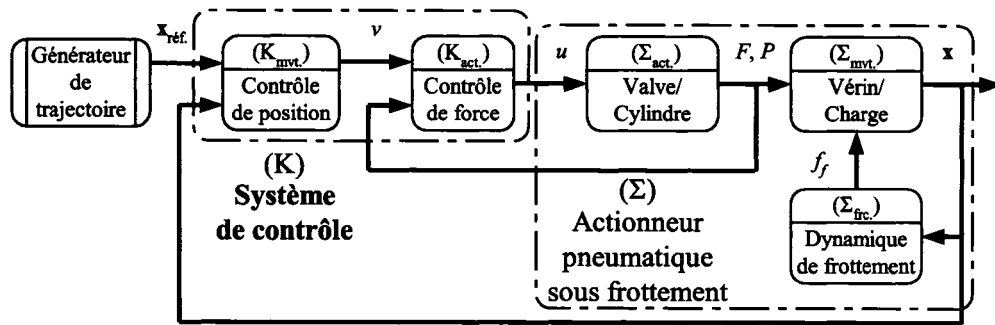 Générateur
de
trajectoire
x_réf.
(K_mvt.)
Contrôle
de position
v
(K_act.)
Contrôle
de force
u
(Σ_act.)
Valve/
Cylindre
F, P
(Σ_mvt.)
Vérin/
Charge
x
f_f
(Σ_frc.)
Dynamique
de frottement
(K)
Système
de contrôle
(Σ)
Actionneur
pneumatique
sous frottement